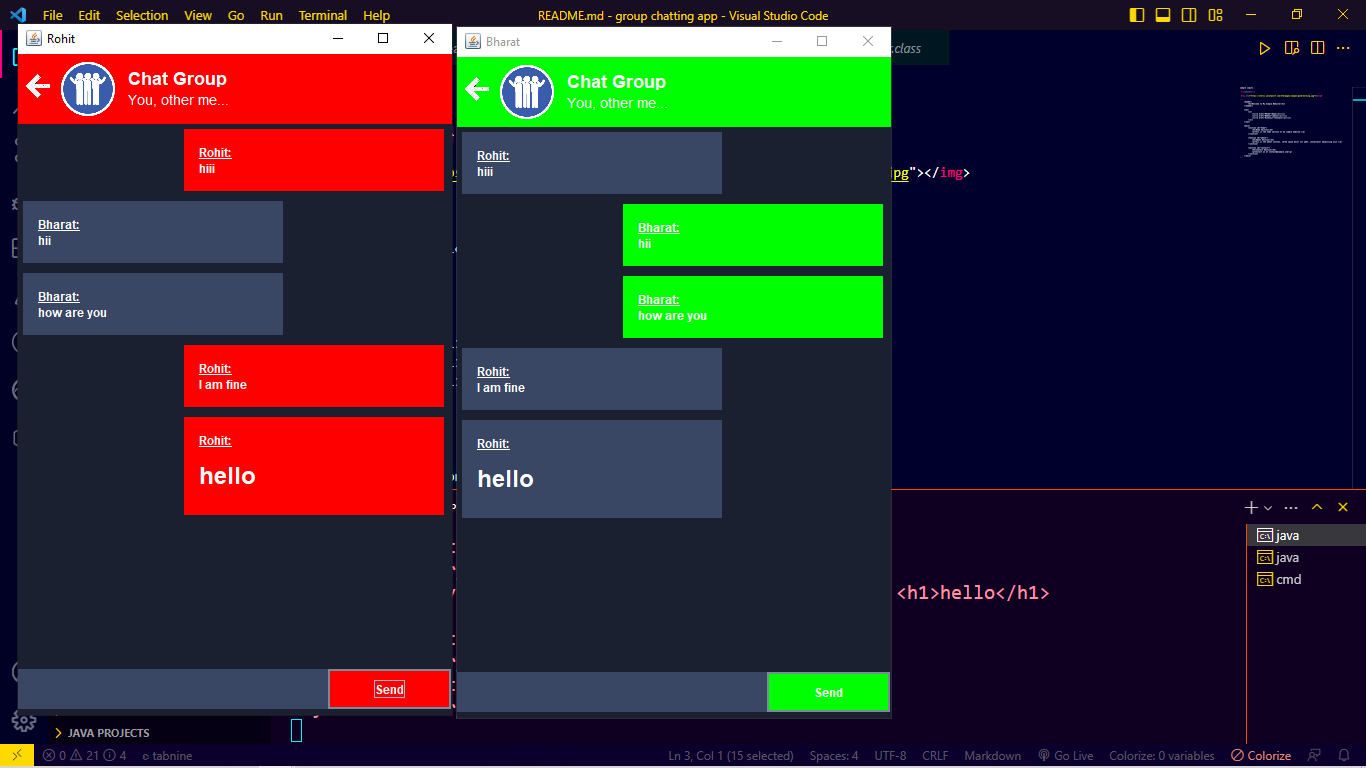 File Edit Selection View Go Run Terminal Help
README.md - group chatting app - Visual Studio Code
Rohit
Chat Group
You, other me...
Rohit:
hiii
Bharat:
hii
Bharat:
how are you
Rohit:
I am fine
Rohit:
hello
Send
Bharat
Chat Group
You, other me...
Rohit:
hiii
Bharat:
hii
Bharat:
how are you
Rohit:
I am fine
Rohit:
hello
Send
.class
pg"></img>
<h1>hello</h1>
java
java
cmd
JAVA PROJECTS
0 21 4 tabnine
Ln 3, Col 1 (15 selected) Spaces: 4 UTF-8 CRLF Markdown Go Live Colorize: 0 variables Colorize